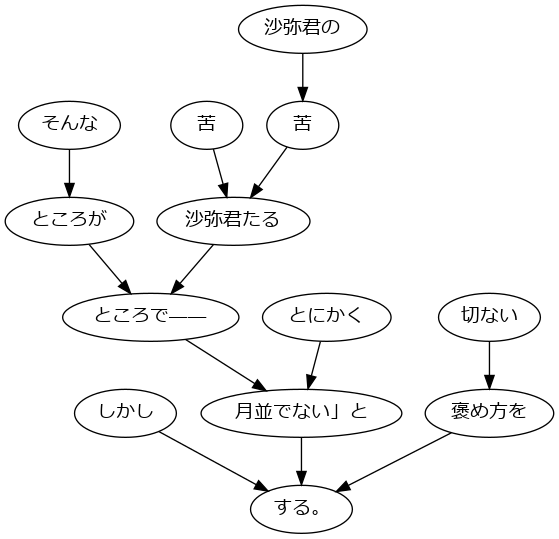 沙弥君の
そんな
苦
苦
ところが
沙弥君たる
ところで――
とにかく
切ない
しかし
月並でない」と
褒め方を
する。